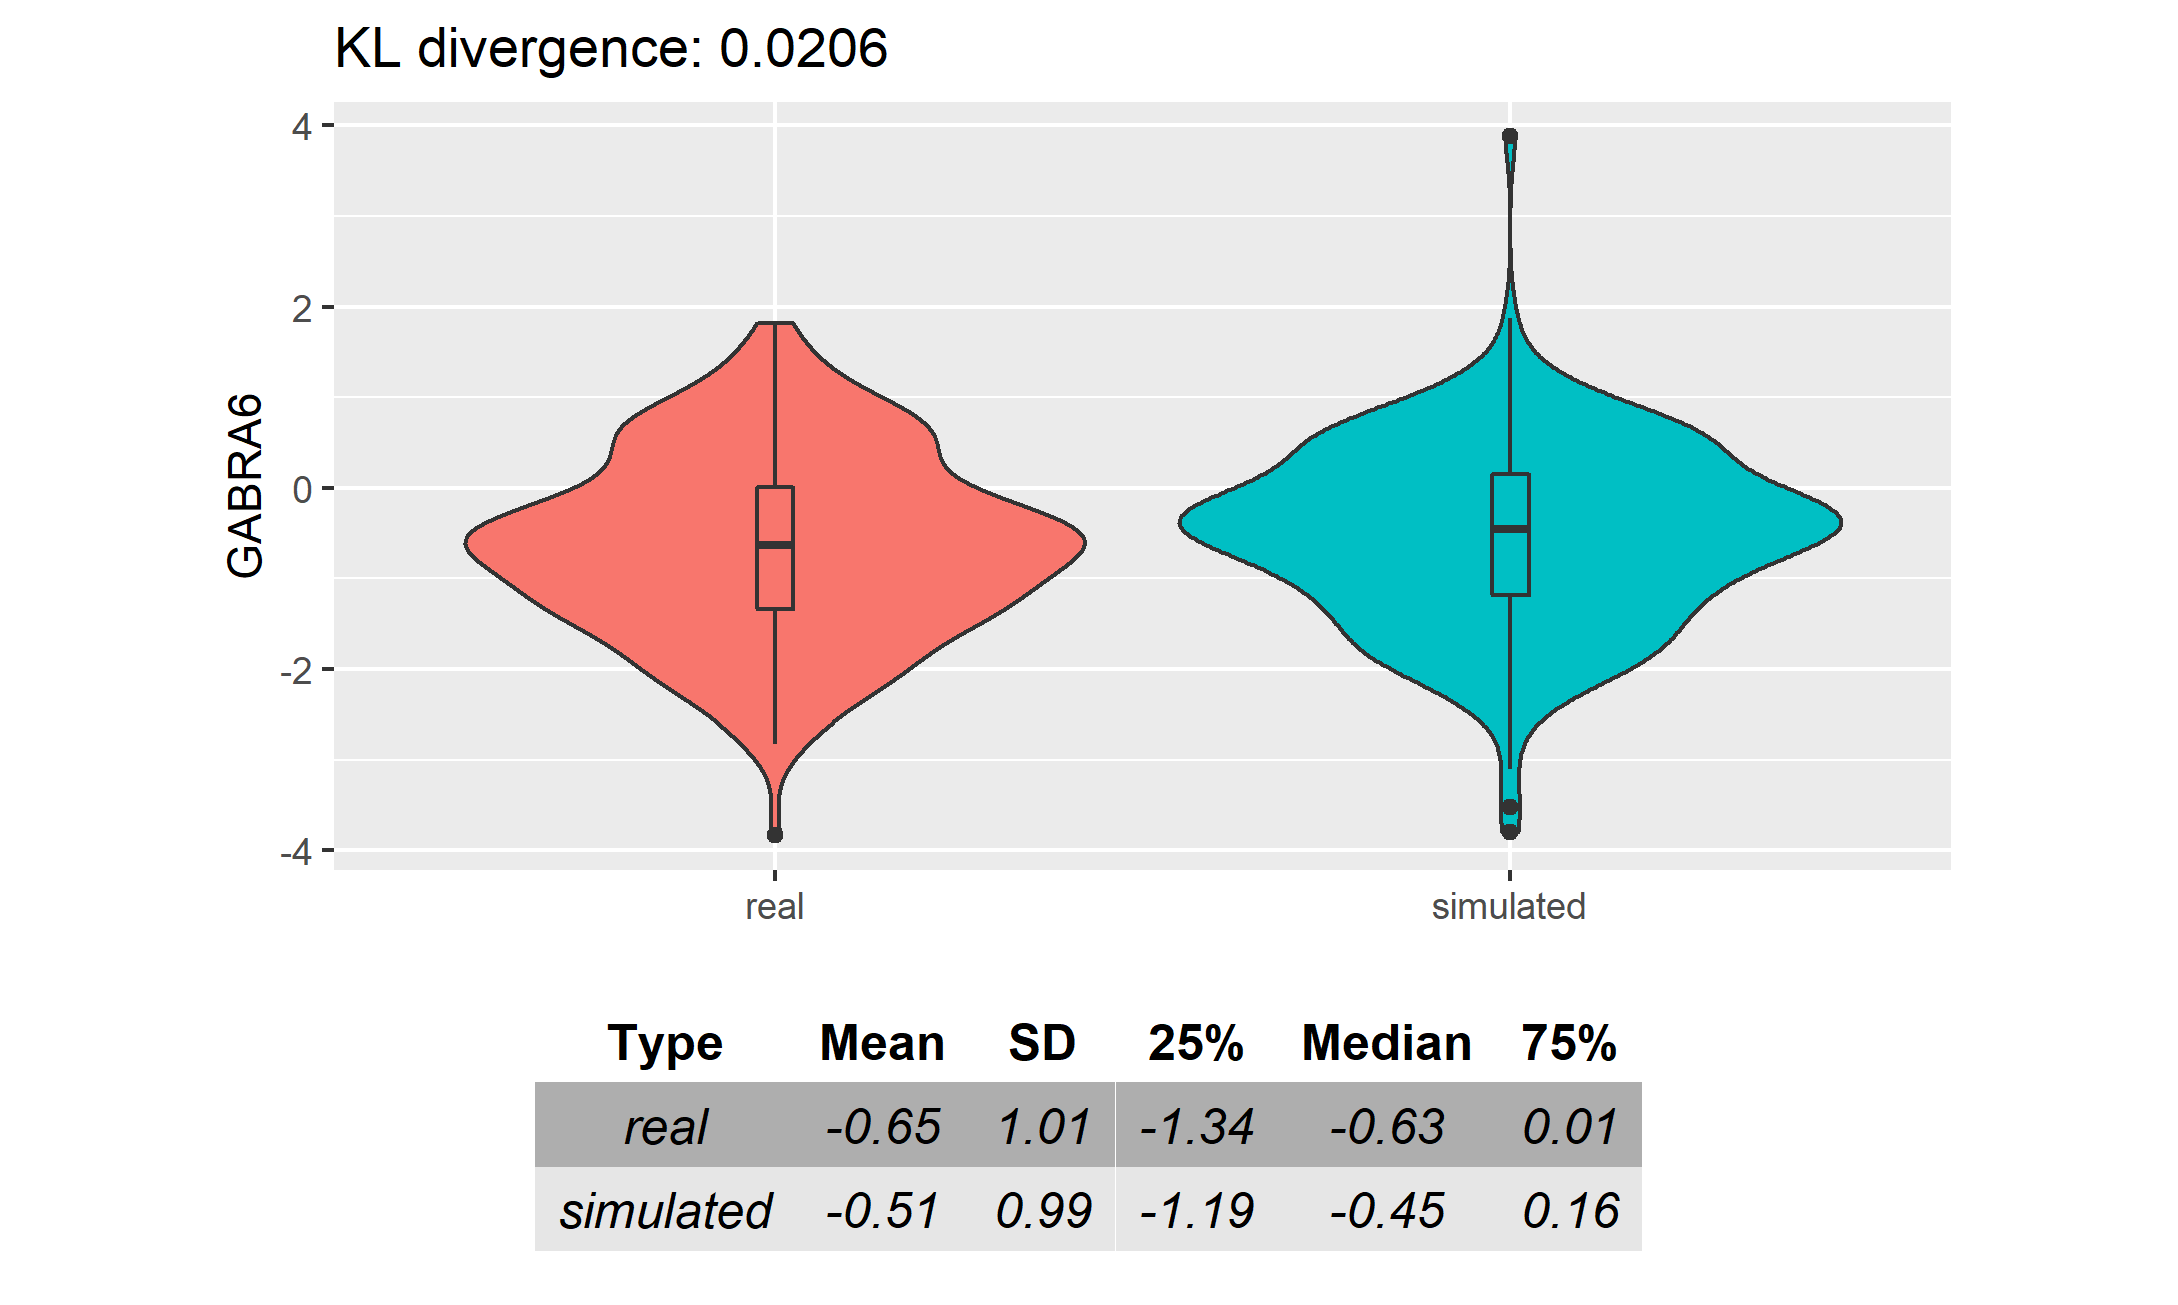 KL divergence: 0.0206
4
2
0
-2
-4
GABRA6
real simulated
Type Mean SD 25% Median 75%
real -0.65 1.01 -1.34 -0.63 0.01
simulated -0.51 0.99 -1.19 -0.45 0.16